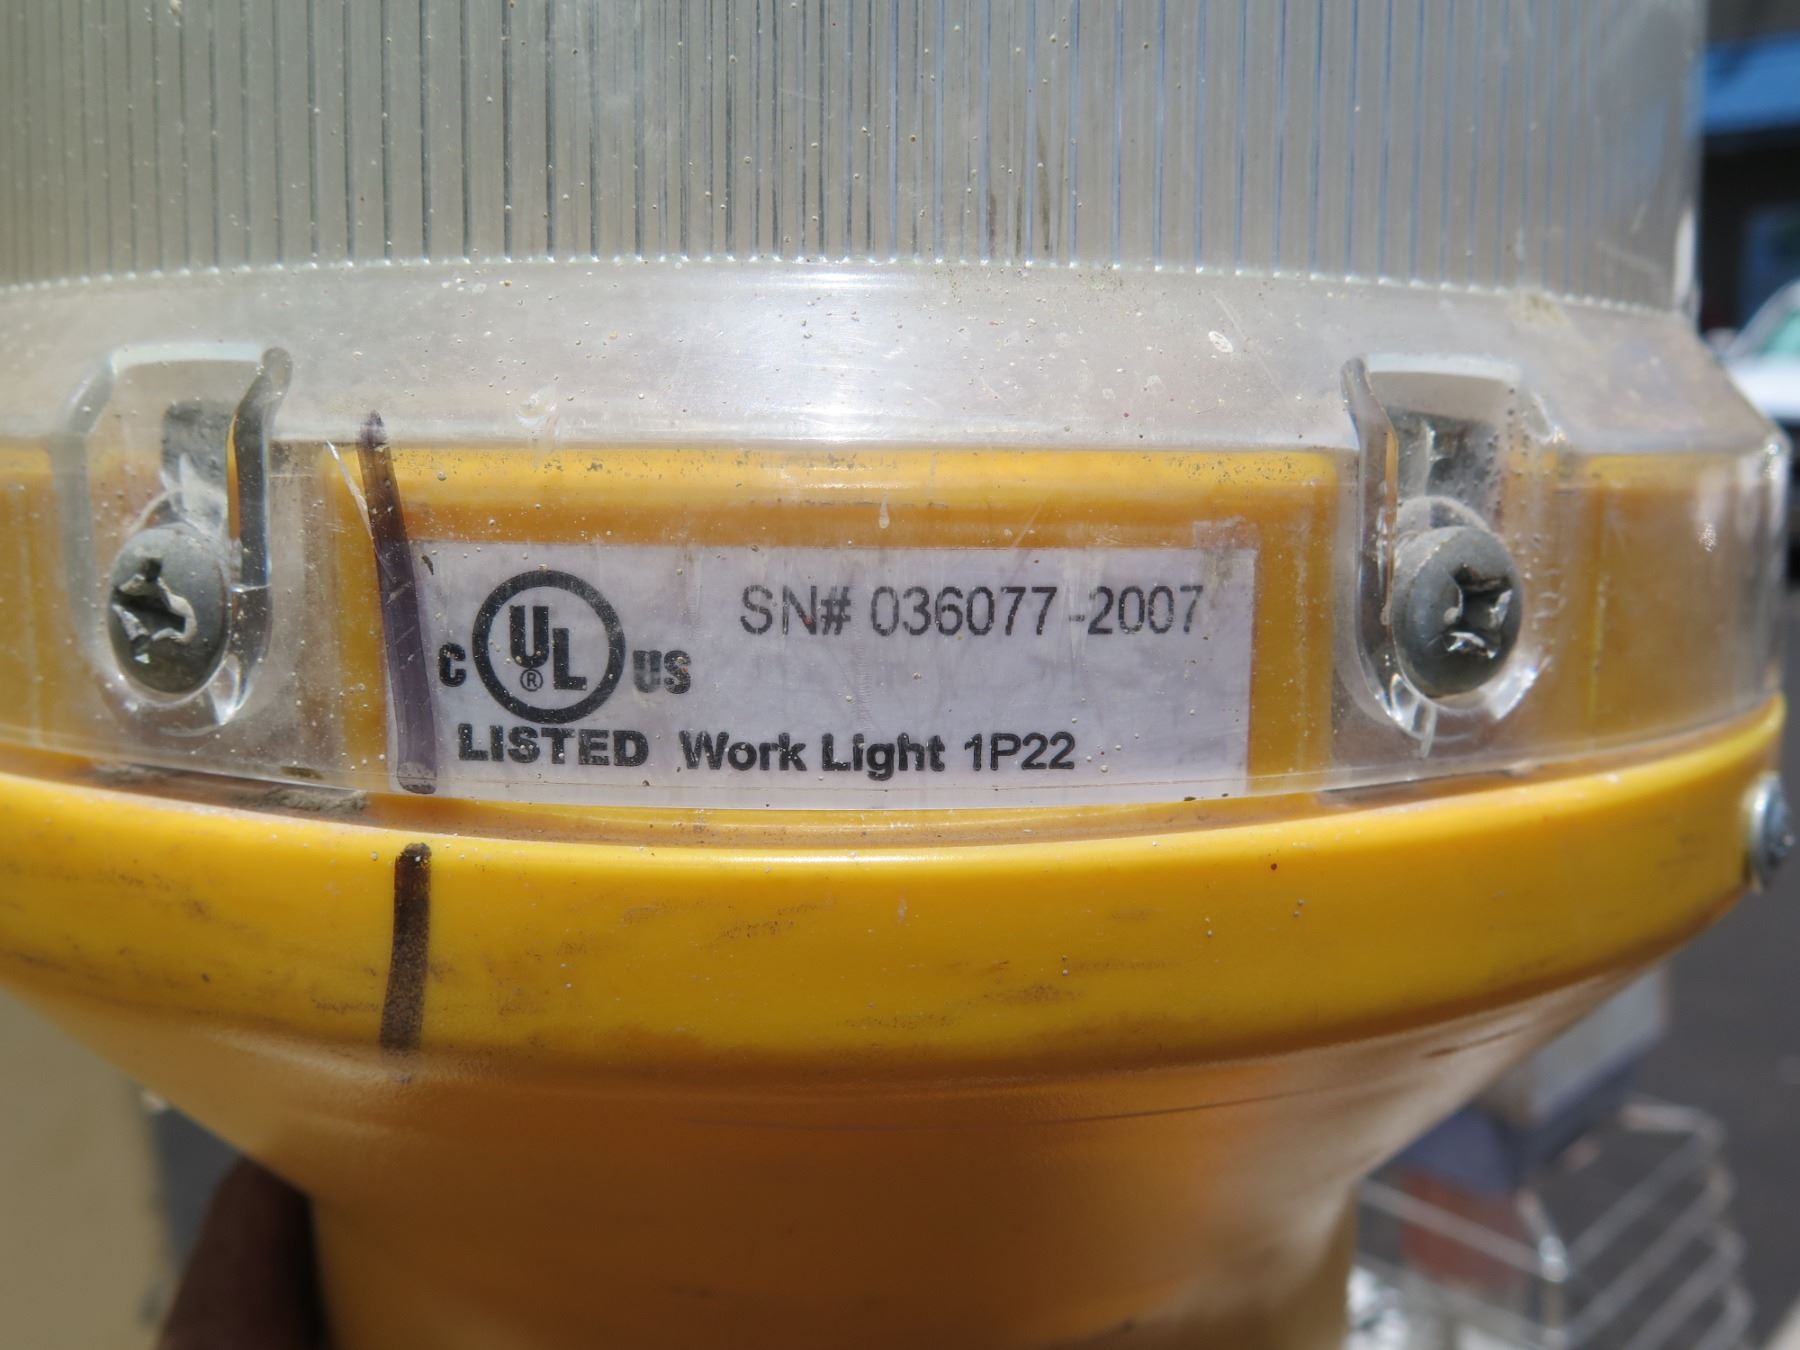 SN# 036077-2007
C UL® US
LISTED Work Light 1P22